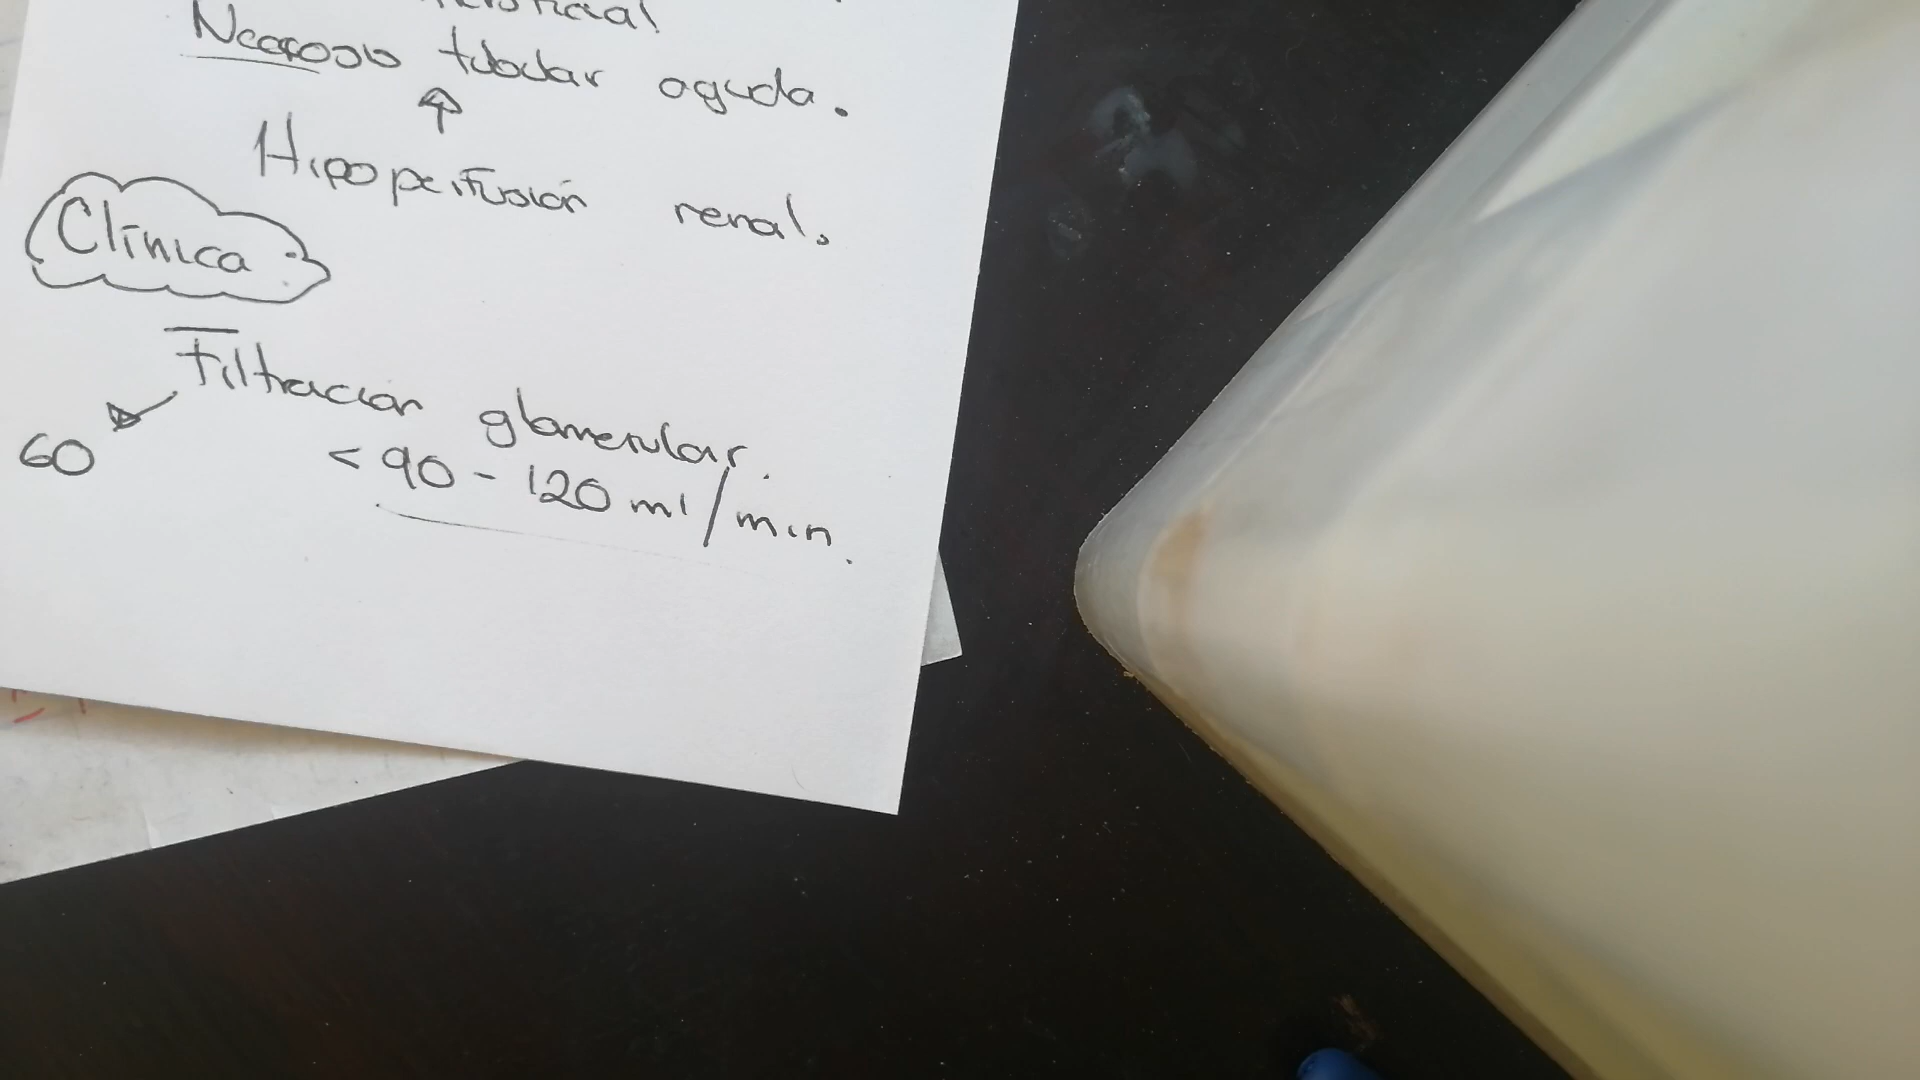 Necrosis tubular aguda.
↑
Hipoperfusión renal.
Clínica
Filtración glomerular.
60
< 90 - 120 ml/min.